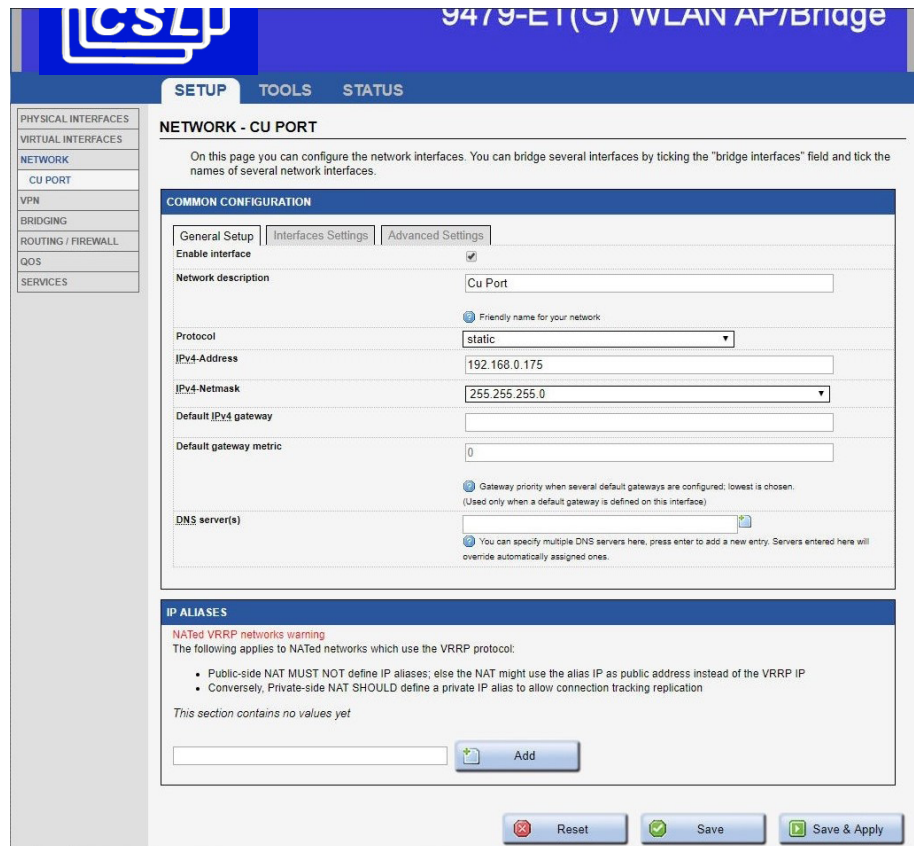 CSL
9479-ET(G) WLAN AP/Bridge
SETUP TOOLS STATUS
PHYSICAL INTERFACES
VIRTUAL INTERFACES
NETWORK
CU PORT
VPN
BRIDGING
ROUTING / FIREWALL
QOS
SERVICES
NETWORK - CU PORT
On this page you can configure the network interfaces. You can bridge several interfaces by ticking the "bridge interfaces" field and tick the
names of several network interfaces.
COMMON CONFIGURATION
General Setup Interfaces Settings Advanced Settings
Enable interface
Network description Cu Port
Friendly name for your network
Protocol static
IPv4-Address 192.168.0.175
IPv4-Netmask 255.255.255.0
Default IPv4 gateway
Default gateway metric 0
Gateway priority when several default gateways are configured; lowest is chosen.
(Used only when a default gateway is defined on this interface)
DNS server(s)
You can specify multiple DNS servers here, press enter to add a new entry. Servers entered here will
override automatically assigned ones.
IP ALIASES
NATed VRRP networks warning
The following applies to NATed networks which use the VRRP protocol:
• Public-side NAT MUST NOT define IP aliases; else the NAT might use the alias IP as public address instead of the VRRP IP
• Conversely, Private-side NAT SHOULD define a private IP alias to allow connection tracking replication
This section contains no values yet
Add
Reset Save Save & Apply